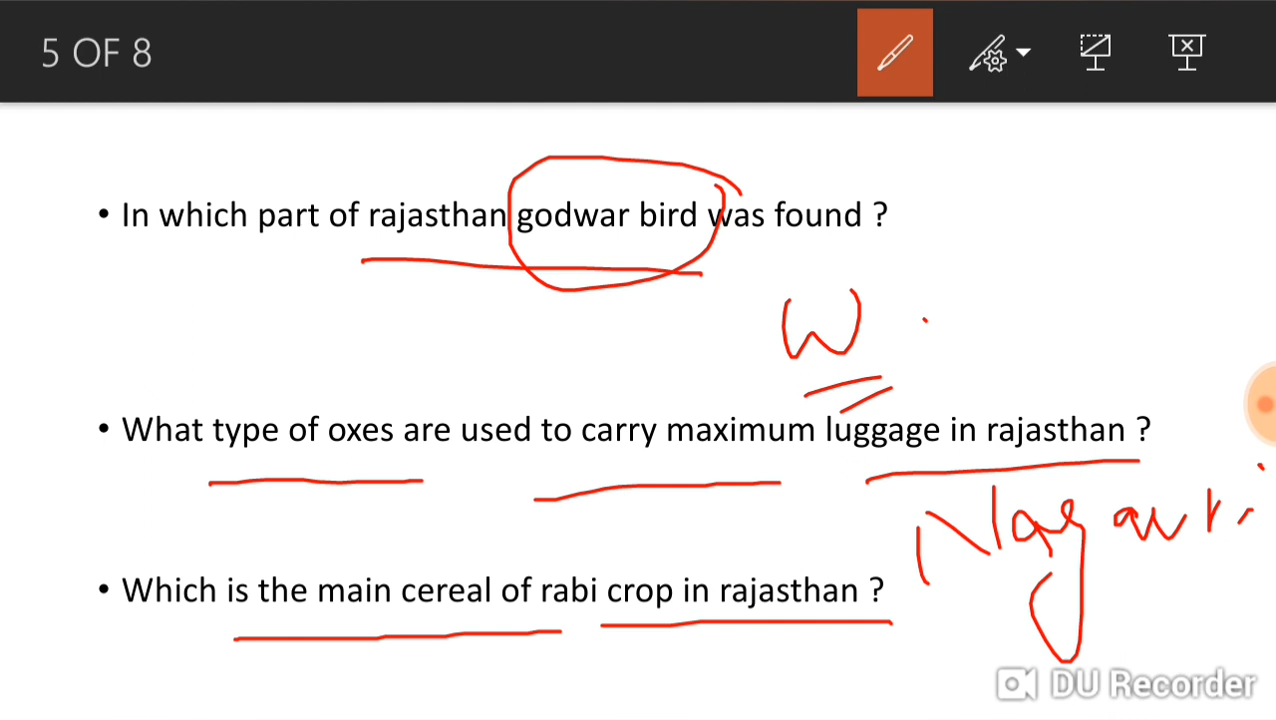 5 OF 8
• In which part of rajasthan godwar bird was found ?
W
• What type of oxes are used to carry maximum luggage in rajasthan ?
Nagauri
• Which is the main cereal of rabi crop in rajasthan ?
DU Recorder